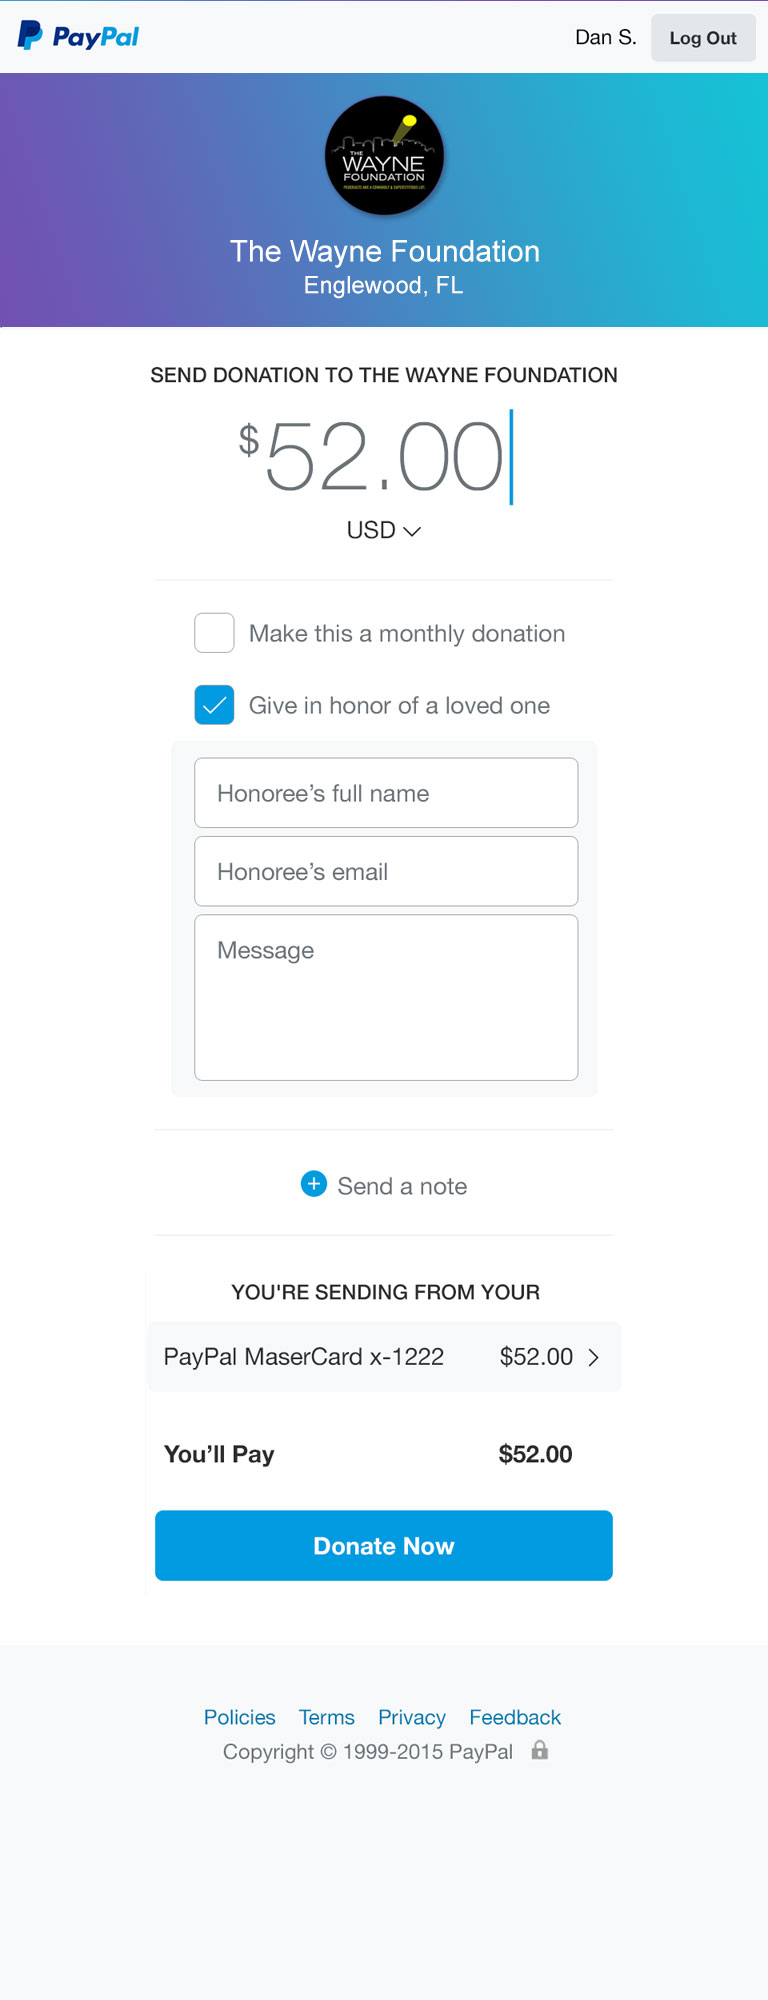 PayPal
Dan S.
Log Out
THE
WAYNE
FOUNDATION
The Wayne Foundation
Englewood, FL
SEND DONATION TO THE WAYNE FOUNDATION
$52.00
USD
Make this a monthly donation
Give in honor of a loved one
Honoree’s full name
Honoree’s email
Message
Send a note
YOU'RE SENDING FROM YOUR
PayPal MaserCard x-1222 $52.00
You’ll Pay $52.00
Donate Now
Policies Terms Privacy Feedback
Copyright © 1999-2015 PayPal